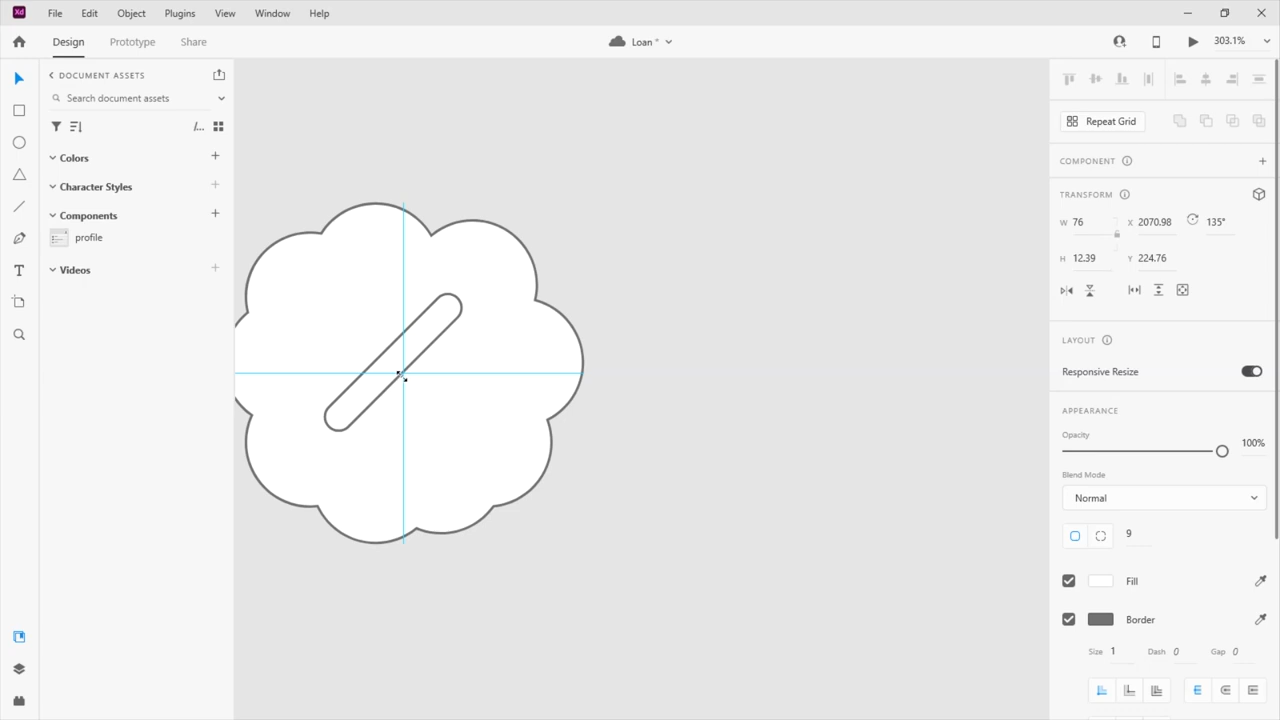 Xd File Edit Object Plugins View Window Help
Design Prototype Share Loan * 303.1%
DOCUMENT ASSETS
Search document assets
/...
Repeat Grid
Colors +
COMPONENT +
Character Styles +
TRANSFORM
Components +
W 76 X 2070.98 135°
profile
H 12.39 Y 224.76
Videos +
T
LAYOUT
Responsive Resize
APPEARANCE
Opacity
100%
Blend Mode
Normal
9
Fill
Border
Size 1 Dash 0 Gap 0